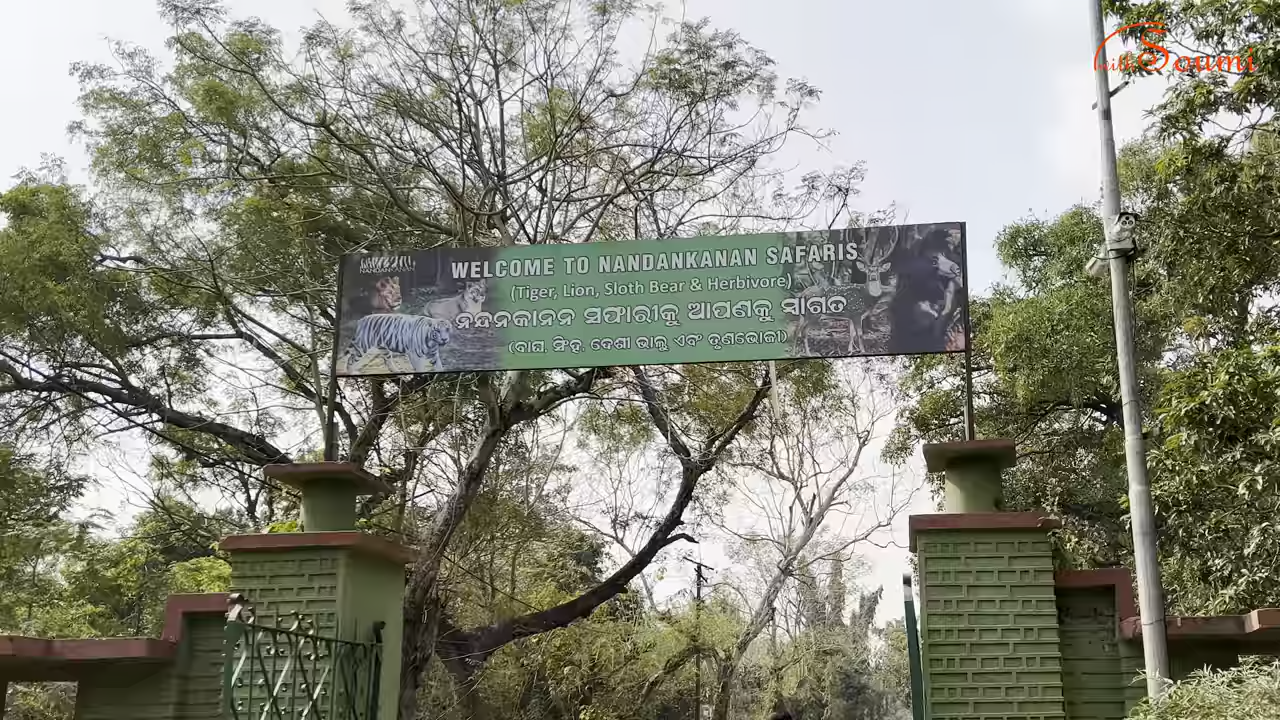 with Soumi
NANDANKANAN
WELCOME TO NANDANKANAN SAFARIS
(Tiger, Lion, Sloth Bear & Herbivore)
ନନ୍ଦନକାନନ ସଫାରୀକୁ ଆପଣଙ୍କୁ ସ୍ୱାଗତ
(ବାଘ, ସିଂହ, ଦେଶୀ ଭାଲୁ ଏବଂ ତୃଣଭୋଜୀ)